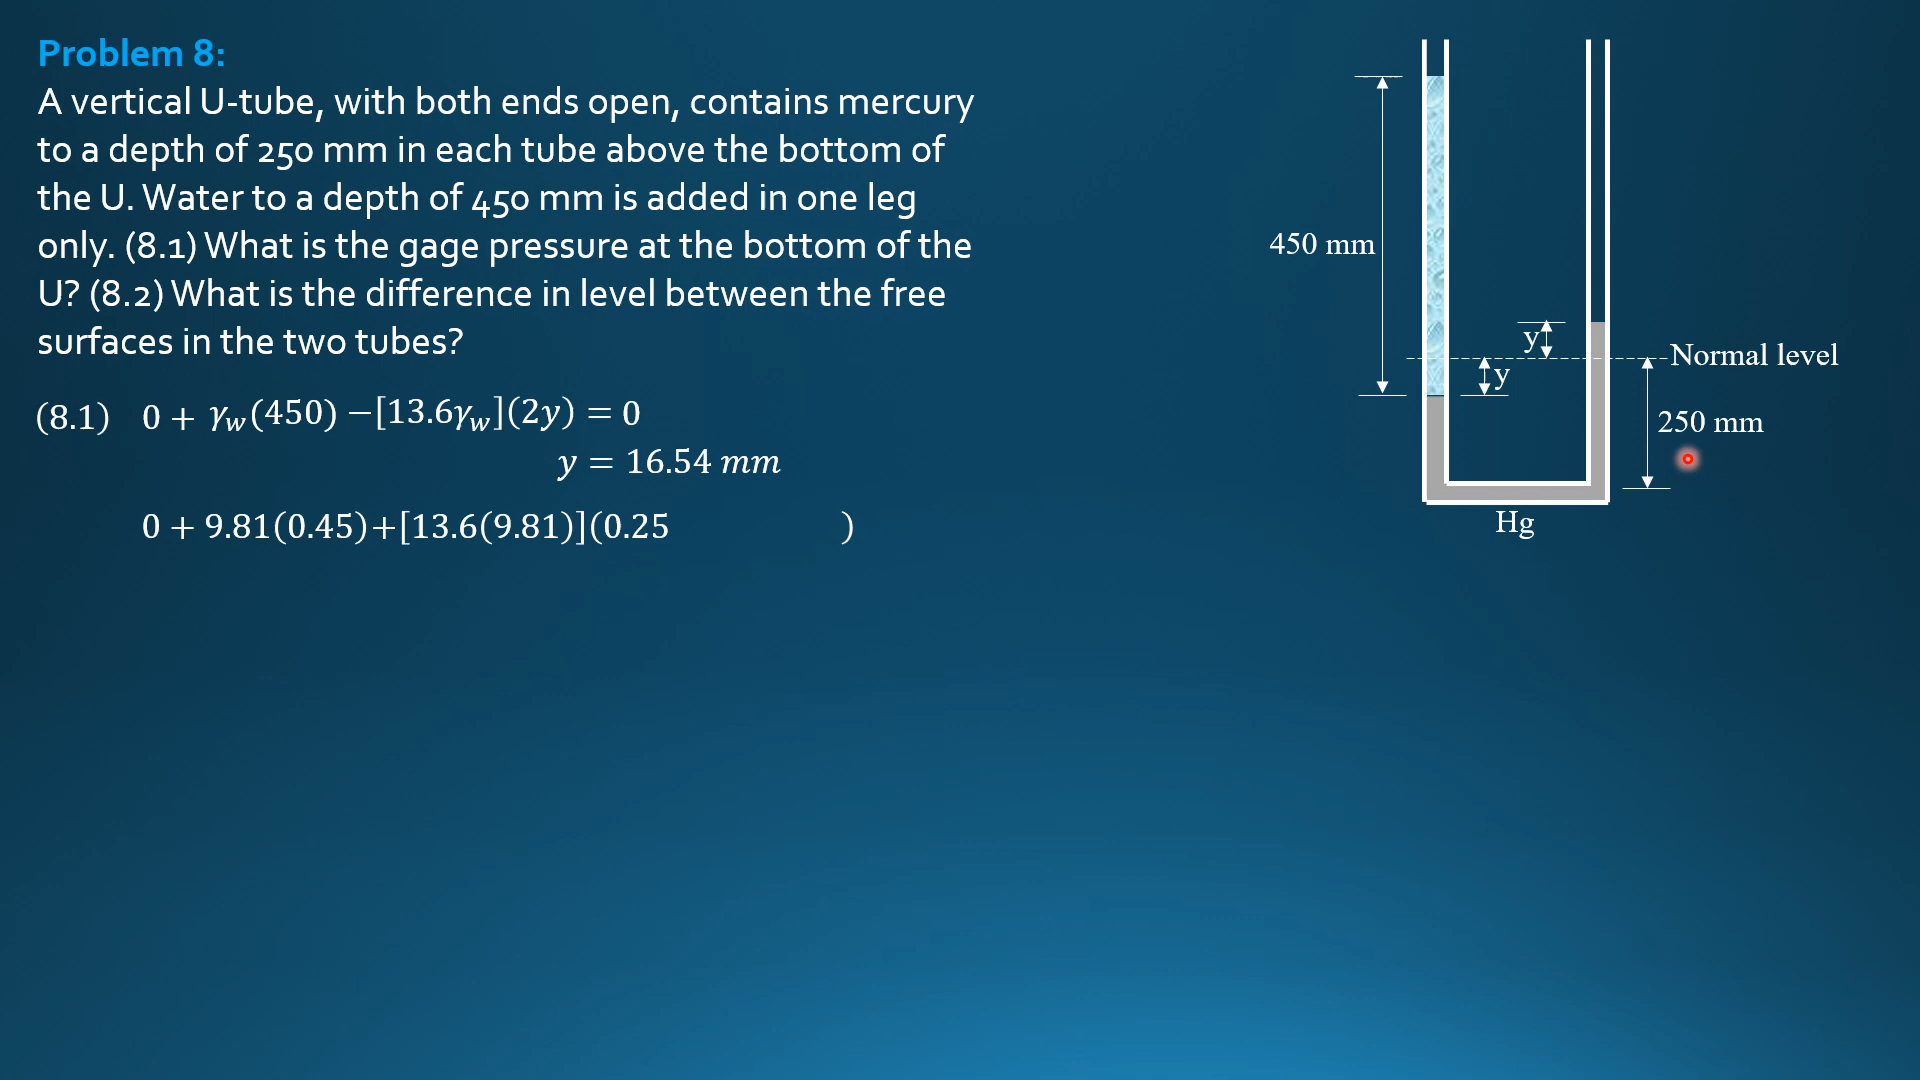 Problem 8:
A vertical U-tube, with both ends open, contains mercury
to a depth of 250 mm in each tube above the bottom of
the U. Water to a depth of 450 mm is added in one leg
only. (8.1) What is the gage pressure at the bottom of the
U? (8.2) What is the difference in level between the free
surfaces in the two tubes?
(8.1) 0 + γ_w(450) −[13.6γ_w](2y) = 0
y = 16.54 mm
0 + 9.81(0.45)+[13.6(9.81)](0.25 )
450 mm
y
Normal level
y
250 mm
Hg